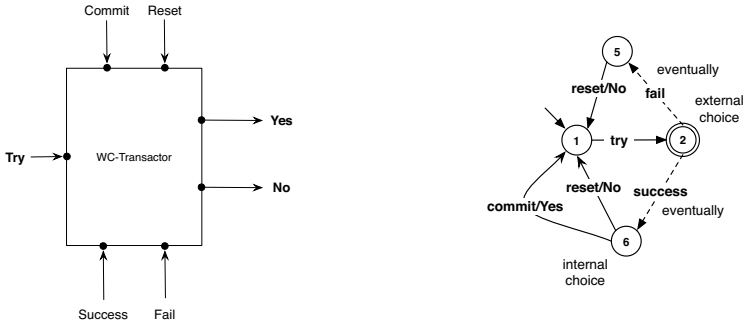 Commit
Reset
Try
WC-Transactor
Yes
No
Success
Fail
5
eventually
reset/No
fail
external
choice
1
try
2
reset/No
success
commit/Yes
eventually
6
internal
choice